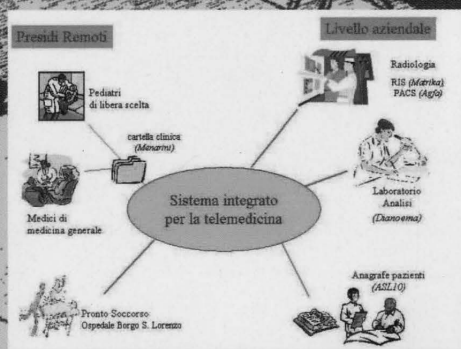 Presidi Remoti
Livello aziendale
Pediatri
di libera scelta
cartella clinica
(Menarini)
Medici di
medicina generale
Pronto Soccorso
Ospedale Borgo S. Lorenzo
Sistema integrato
per la telemedicina
Radiologia
RIS (Matrika)
PACS (Agfa)
Laboratorio
Analisi
(Dianoema)
Anagrafe pazienti
(ASL10)